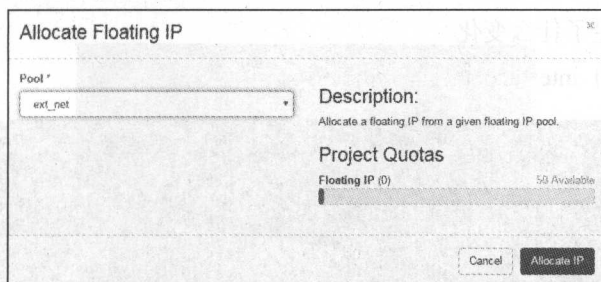 Allocate Floating IP
×
Pool *
ext_net
Description:
Allocate a floating IP from a given floating IP pool.
Project Quotas
Floating IP (0)
50 Available
Cancel
Allocate IP